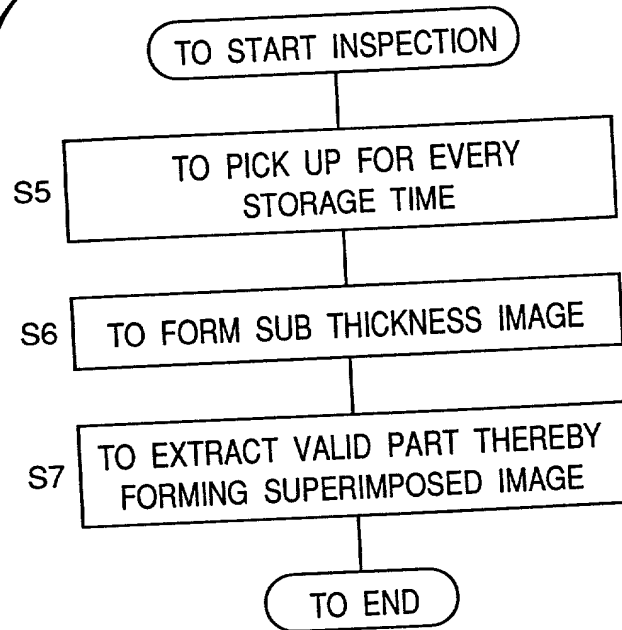 TO START INSPECTION
S5
TO PICK UP FOR EVERY
STORAGE TIME
S6
TO FORM SUB THICKNESS IMAGE
S7
TO EXTRACT VALID PART THEREBY
FORMING SUPERIMPOSED IMAGE
TO END